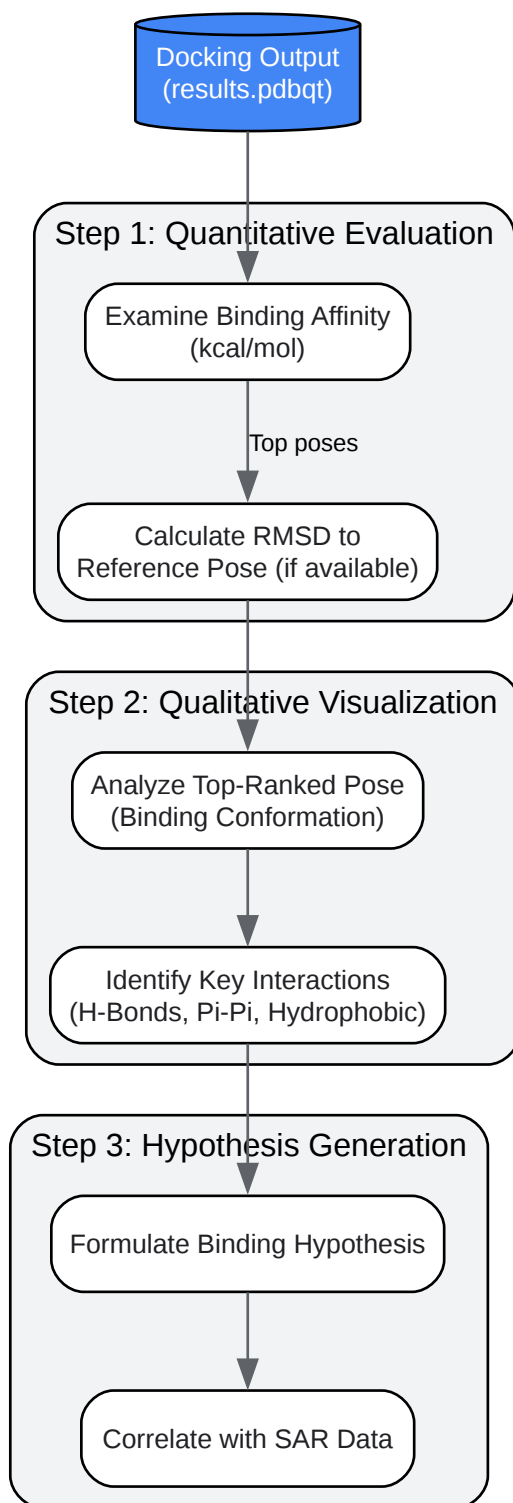 Docking Output
(results.pdbqt)
Step 1: Quantitative Evaluation
Examine Binding Affinity
(kcal/mol)
Top poses
Calculate RMSD to
Reference Pose (if available)
Step 2: Qualitative Visualization
Analyze Top-Ranked Pose
(Binding Conformation)
Identify Key Interactions
(H-Bonds, Pi-Pi, Hydrophobic)
Step 3: Hypothesis Generation
Formulate Binding Hypothesis
Correlate with SAR Data